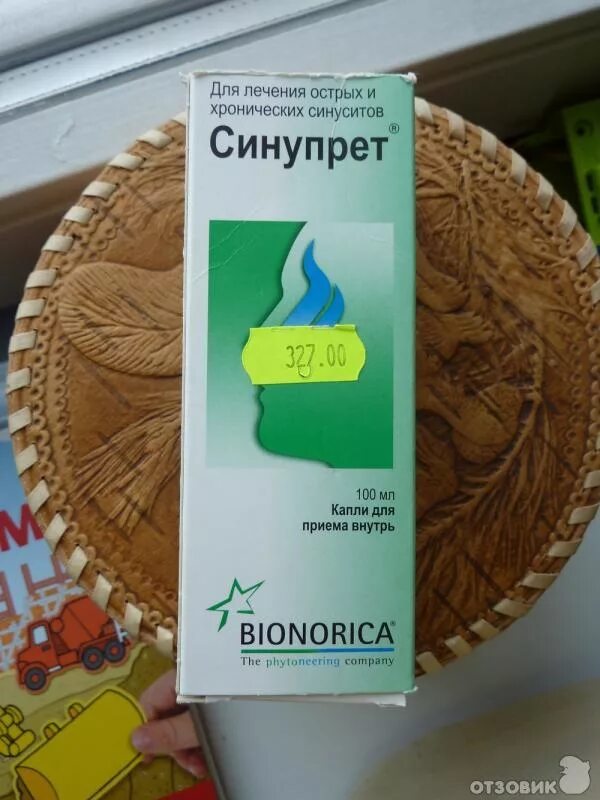 Для лечения острых и
хронических синуситов
Синупрет®
327.00
100 мл
Капли для
приема внутрь
BIONORICA®
The phytoneering company
ОТЗОВИК